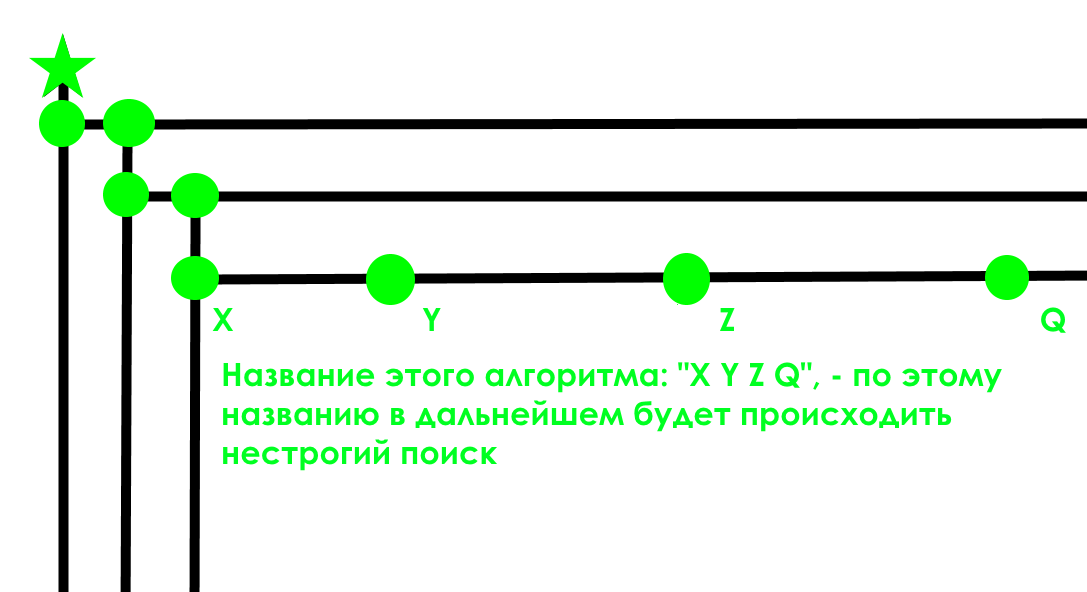 X Y Z Q
Название этого алгоритма: "X Y Z Q", - по этому
названию в дальнейшем будет происходить
нестрогий поиск